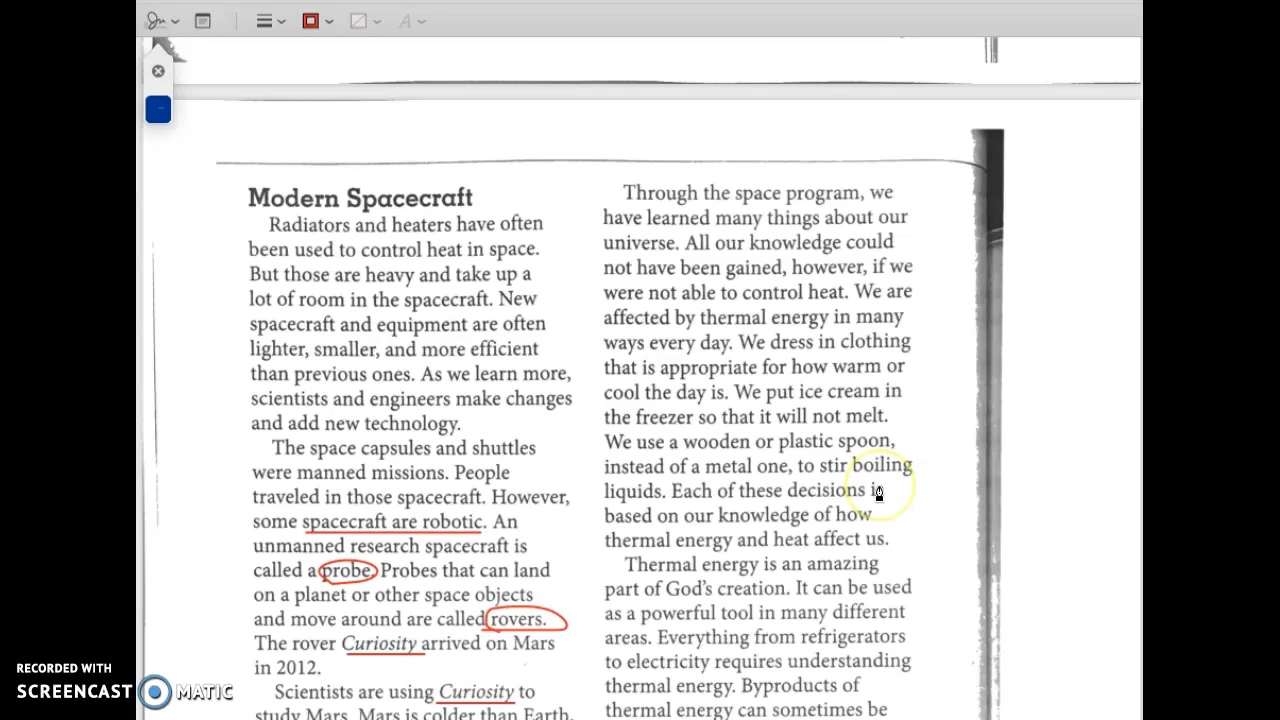 Modern Spacecraft
Radiators and heaters have often
been used to control heat in space.
But those are heavy and take up a
lot of room in the spacecraft. New
spacecraft and equipment are often
lighter, smaller, and more efficient
than previous ones. As we learn more,
scientists and engineers make changes
and add new technology.
The space capsules and shuttles
were manned missions. People
traveled in those spacecraft. However,
some spacecraft are robotic. An
unmanned research spacecraft is
called a probe. Probes that can land
on a planet or other space objects
and move around are called rovers.
The rover Curiosity arrived on Mars
in 2012.
Scientists are using Curiosity to
study Mars. Mars is colder than Earth.
Through the space program, we
have learned many things about our
universe. All our knowledge could
not have been gained, however, if we
were not able to control heat. We are
affected by thermal energy in many
ways every day. We dress in clothing
that is appropriate for how warm or
cool the day is. We put ice cream in
the freezer so that it will not melt.
We use a wooden or plastic spoon,
instead of a metal one, to stir boiling
liquids. Each of these decisions is
based on our knowledge of how
thermal energy and heat affect us.
Thermal energy is an amazing
part of God's creation. It can be used
as a powerful tool in many different
areas. Everything from refrigerators
to electricity requires understanding
thermal energy. Byproducts of
thermal energy can sometimes be
RECORDED WITH
SCREENCAST MATIC